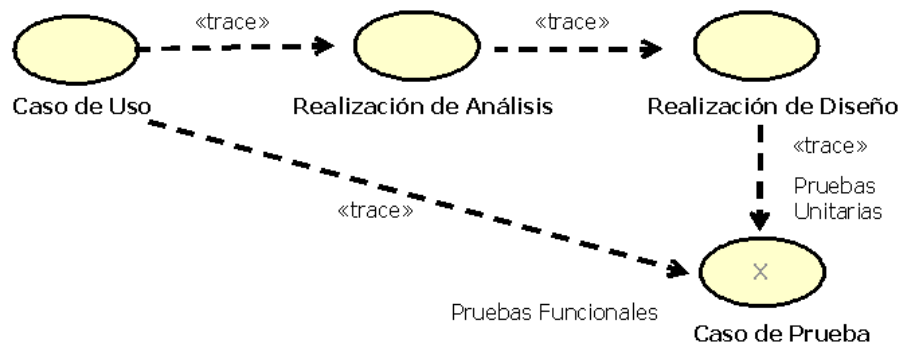 «trace»
«trace»
Caso de Uso
Realización de Análisis
Realización de Diseño
«trace»
Pruebas
Unitarias
«trace»
X
Pruebas Funcionales
Caso de Prueba